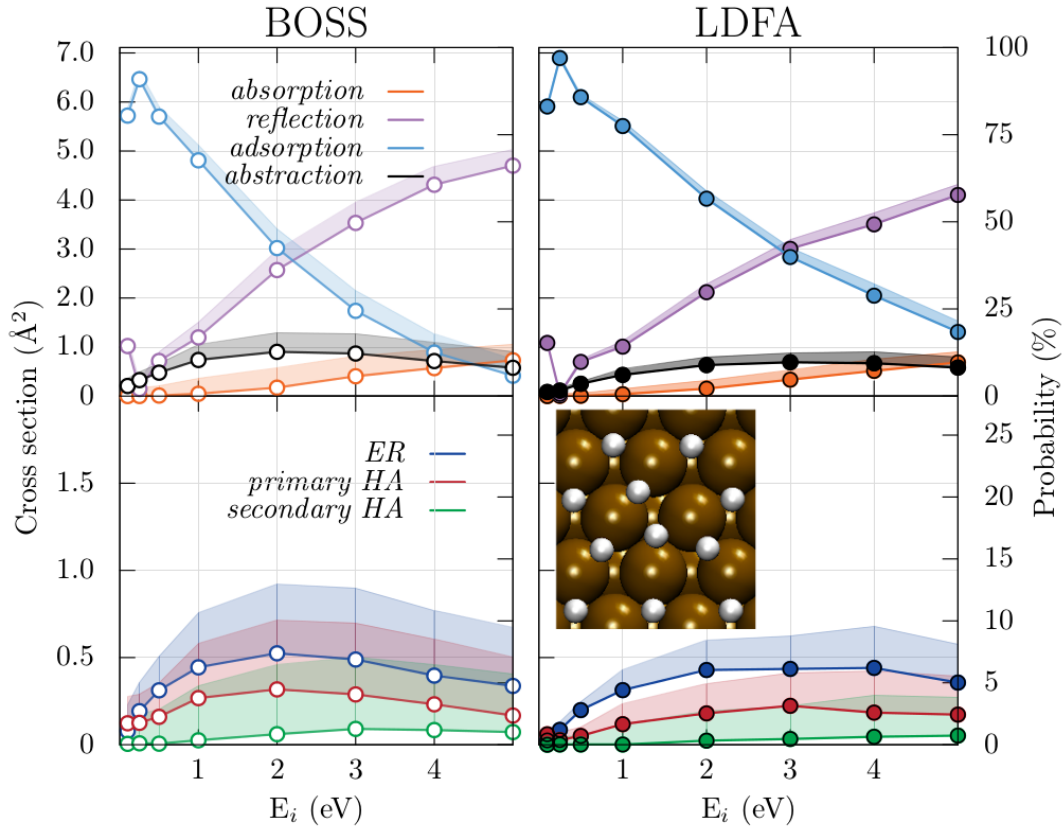 BOSS
LDFA
7.0
6.0
5.0
4.0
3.0
2.0
1.0
0
absorption
reflection
adsorption
abstraction
100
75
50
25
0
Cross section (Å²)
Probability (%)
1.5
1.0
0.5
0
ER
primary HA
secondary HA
25
20
15
10
5
0
1 2 3 4
1 2 3 4
E_i (eV)
E_i (eV)